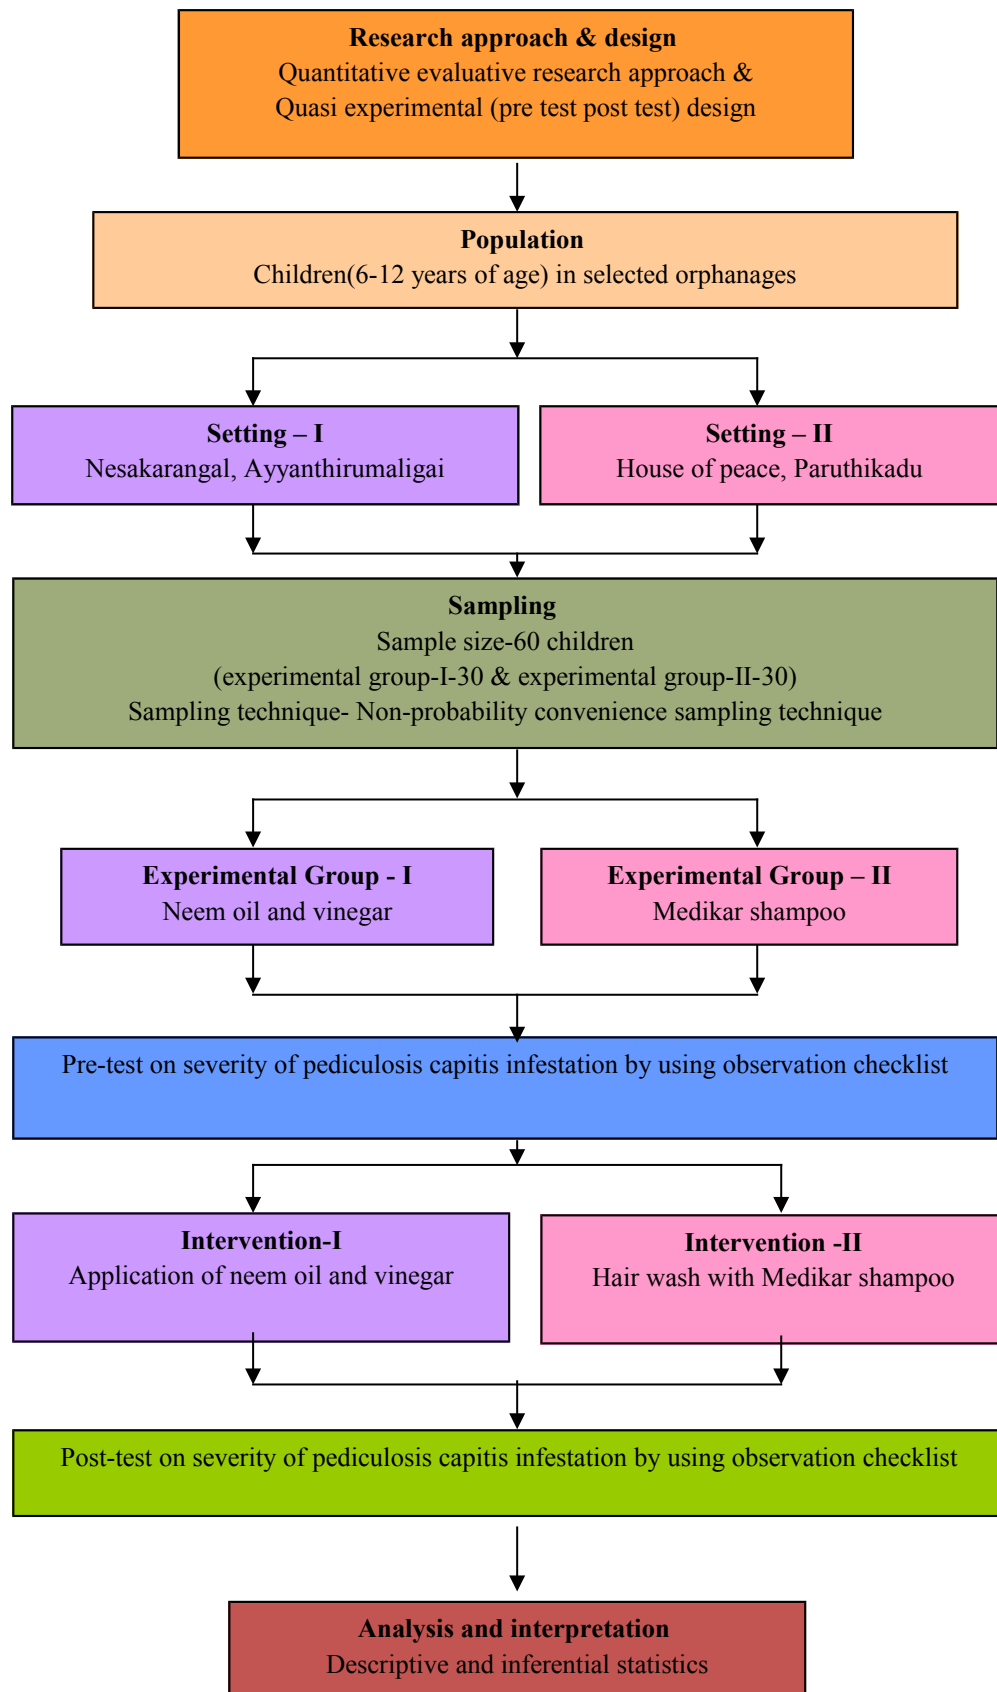 Research approach & design
Quantitative evaluative research approach &
Quasi experimental (pre test post test) design
Population
Children(6-12 years of age) in selected orphanages
Setting – I
Nesakarangal, Ayyanthirumaligai
Setting – II
House of peace, Paruthikadu
Sampling
Sample size-60 children
(experimental group-I-30 & experimental group-II-30)
Sampling technique- Non-probability convenience sampling technique
Experimental Group - I
Neem oil and vinegar
Experimental Group – II
Medikar shampoo
Pre-test on severity of pediculosis capitis infestation by using observation checklist
Intervention-I
Application of neem oil and vinegar
Intervention -II
Hair wash with Medikar shampoo
Post-test on severity of pediculosis capitis infestation by using observation checklist
Analysis and interpretation
Descriptive and inferential statistics